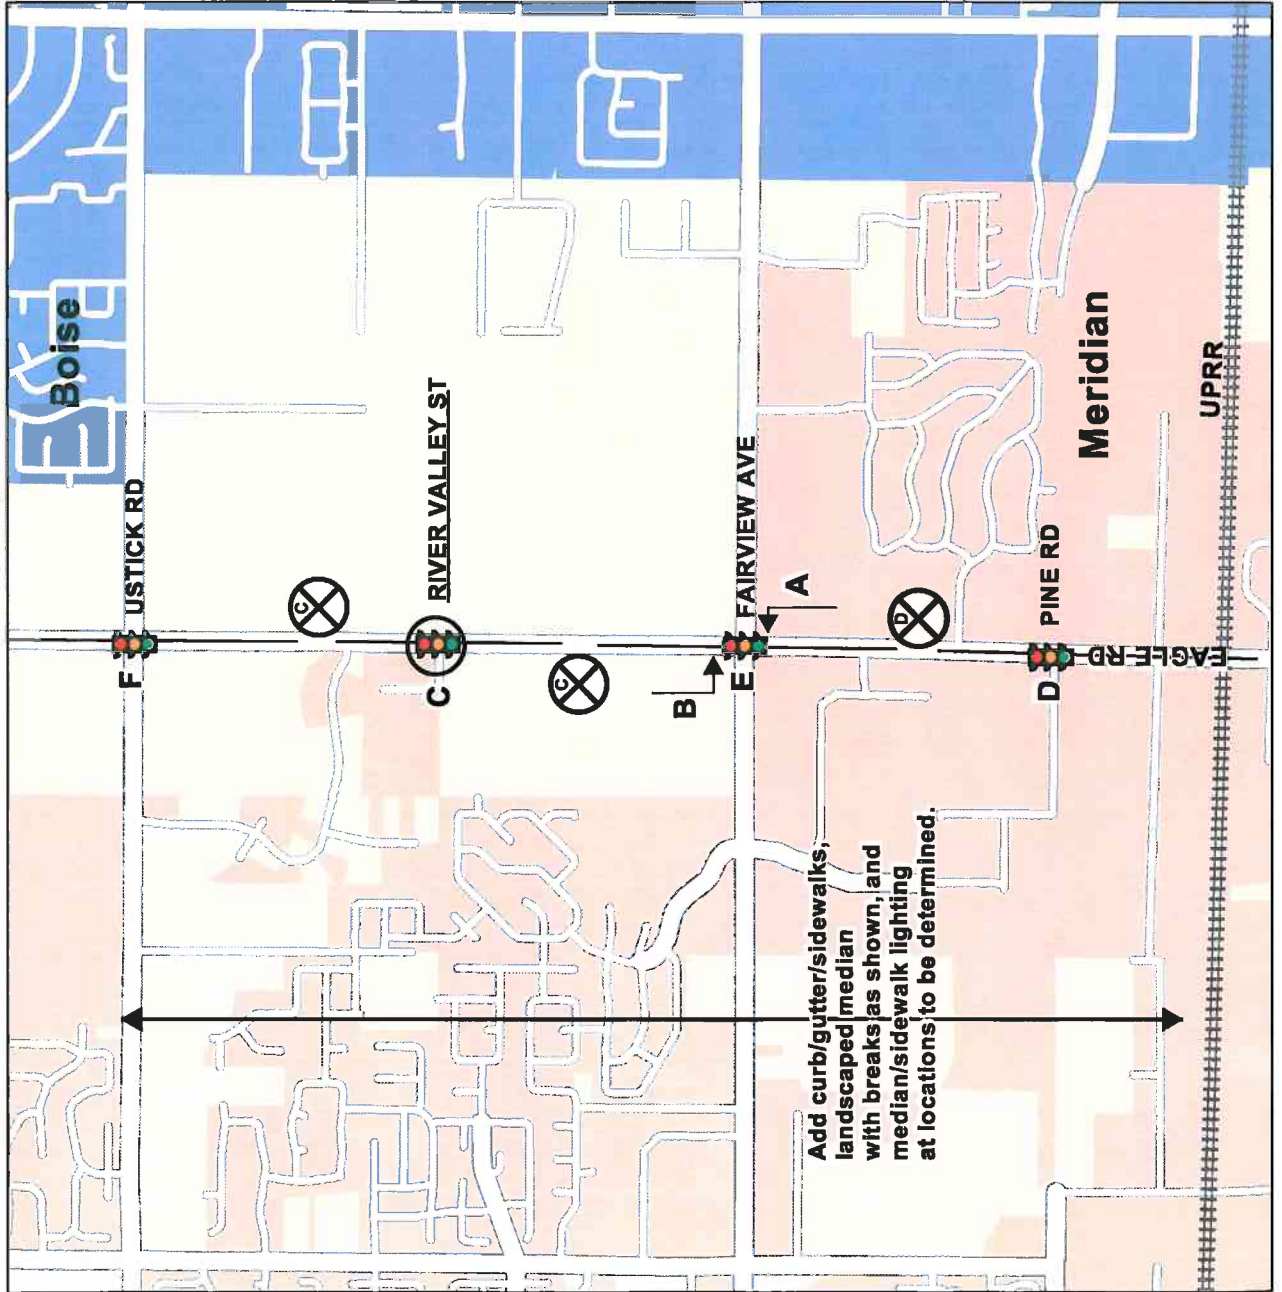 Boise
F
USTICK RD
C
C
RIVER VALLEY ST
C
B
E
FAIRVIEW AVE
A
D
D
PINE RD
EAGLE RD
Meridian
UPRR
Add curb/gutter/sidewalks,
landscaped median
with breaks as shown, and
median/sidewalk lighting
at locations to be determined.